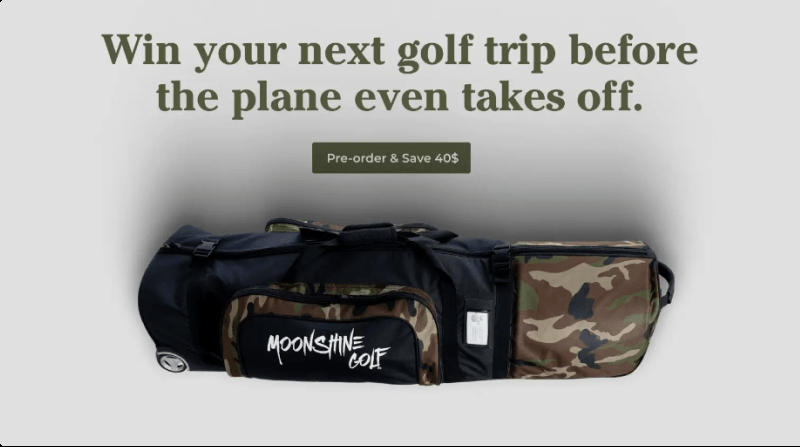 Win your next golf trip before
the plane even takes off.
Pre-order & Save 40$
MOONSHINE
GOLF